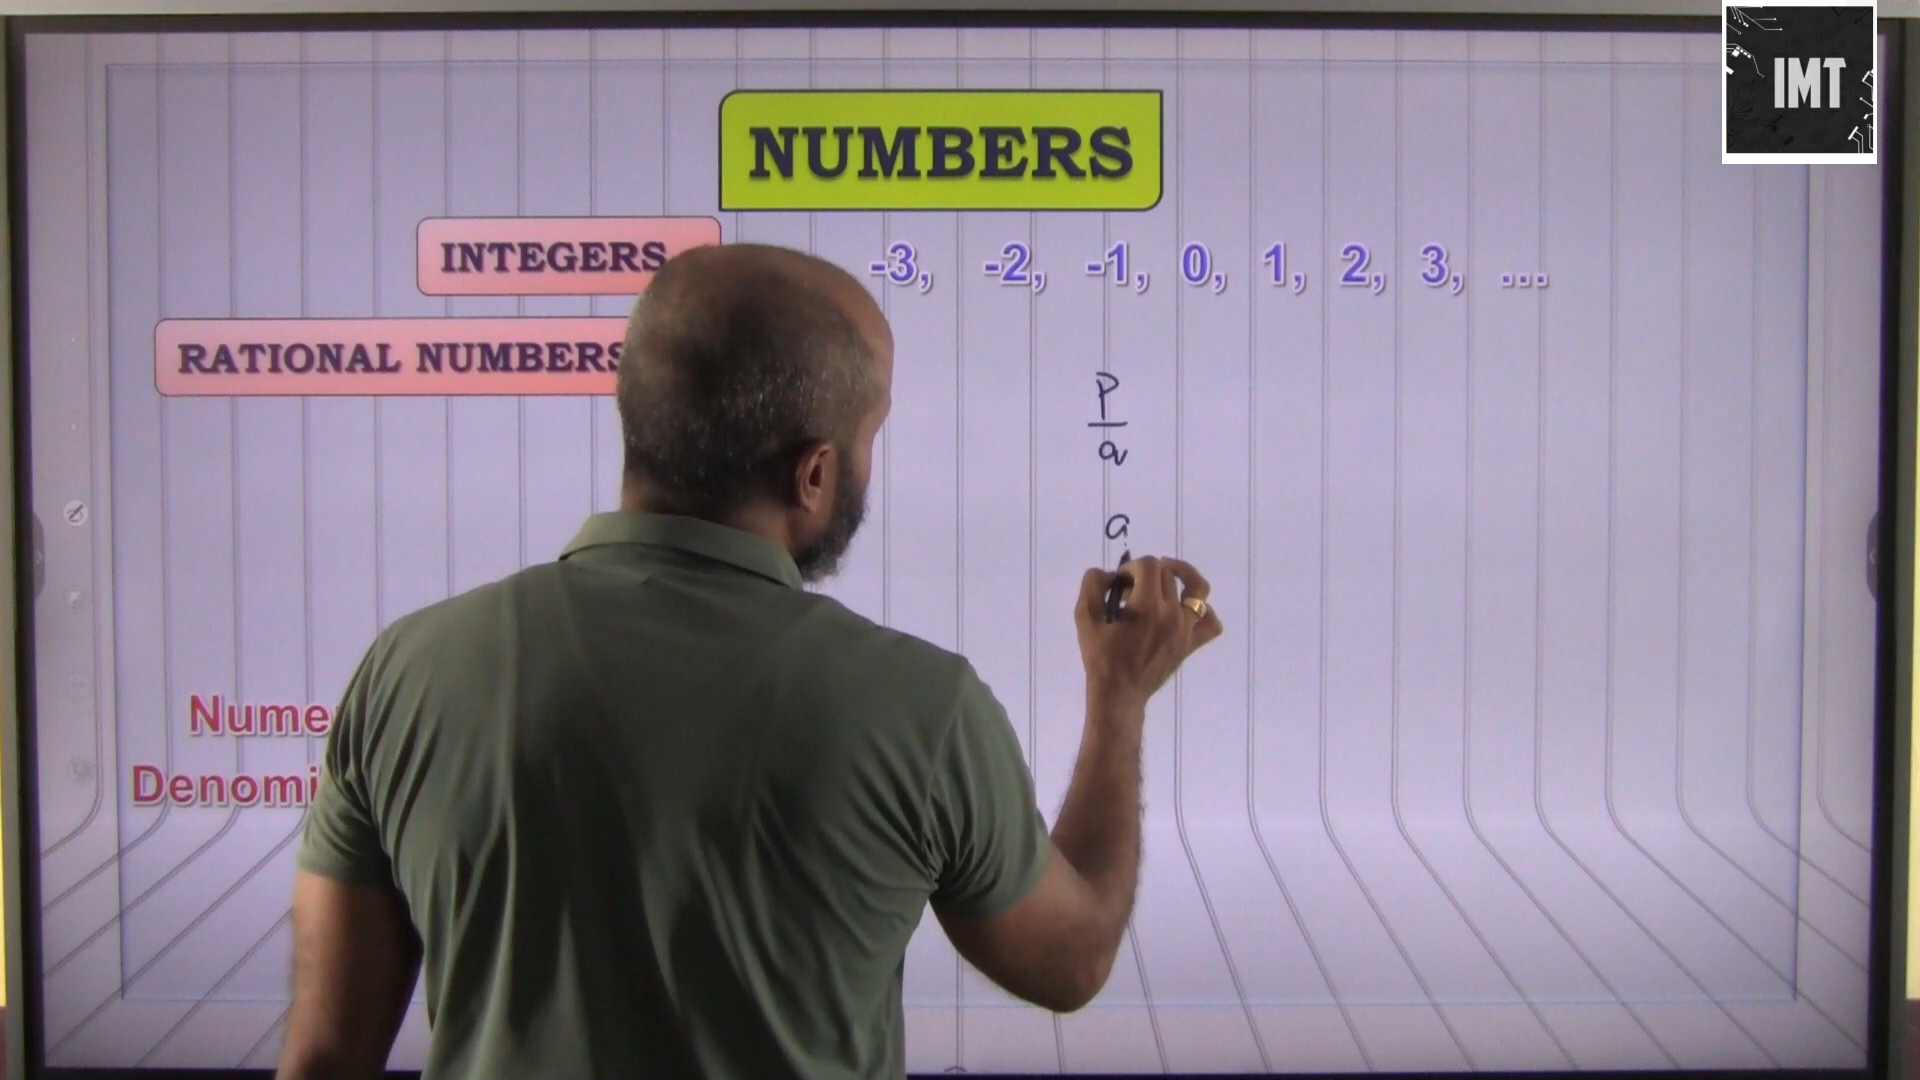 IMT
NUMBERS
INTEGERS
-3, -2, -1, 0, 1, 2, 3, ...
RATIONAL NUMBERS
P
q
a